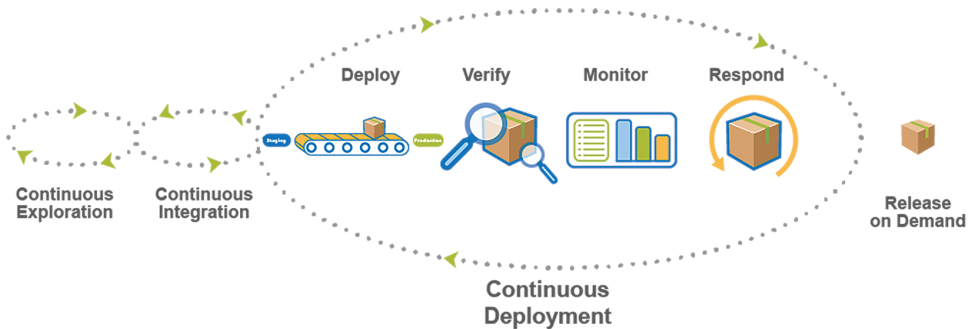 Deploy
Verify
Monitor
Respond
Staging
Production
Continuous
Exploration
Continuous
Integration
Release
on Demand
Continuous
Deployment